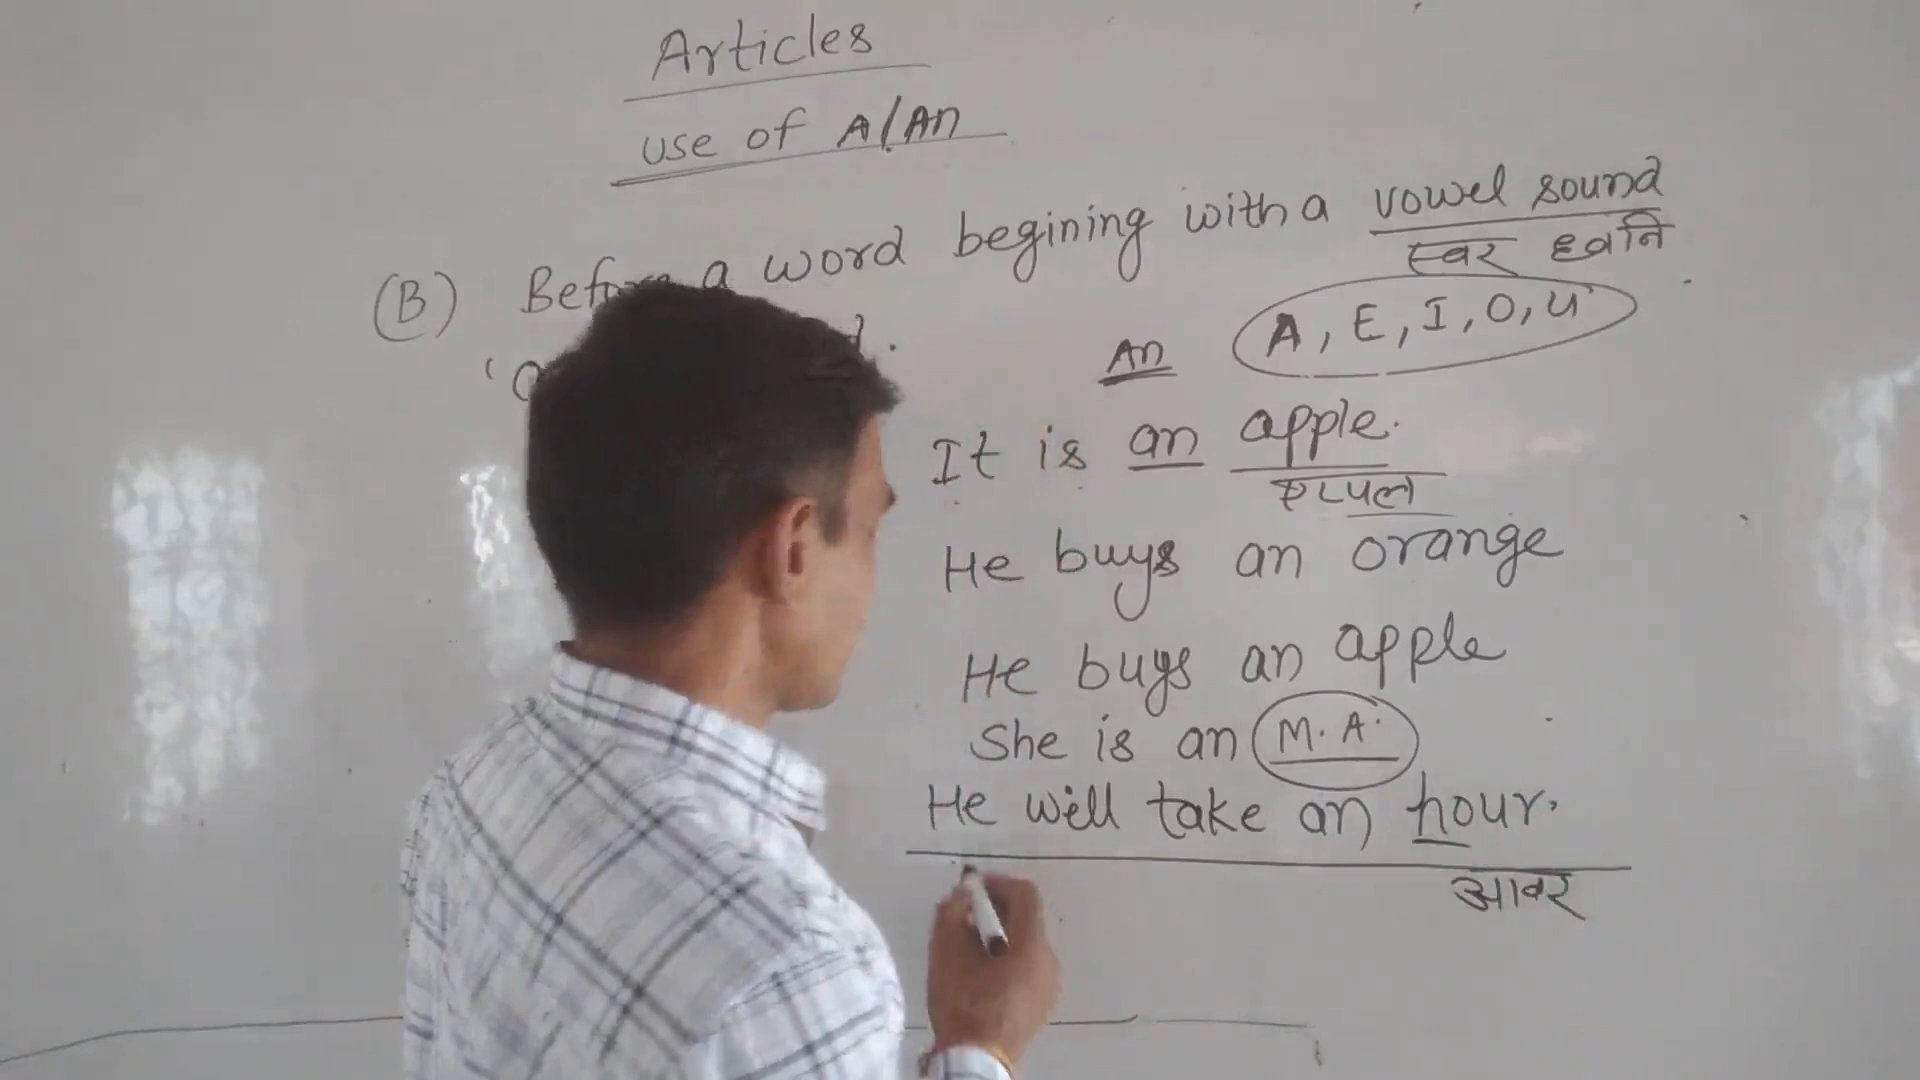 Articles
use of A/An
(B) Before a word begining with a vowel sound
स्वर ध्वनि
An A, E, I, O, U
It is an apple.
एप्पल
He buys an orange
He buys an apple
She is an M.A.
He will take an hour.
आवर